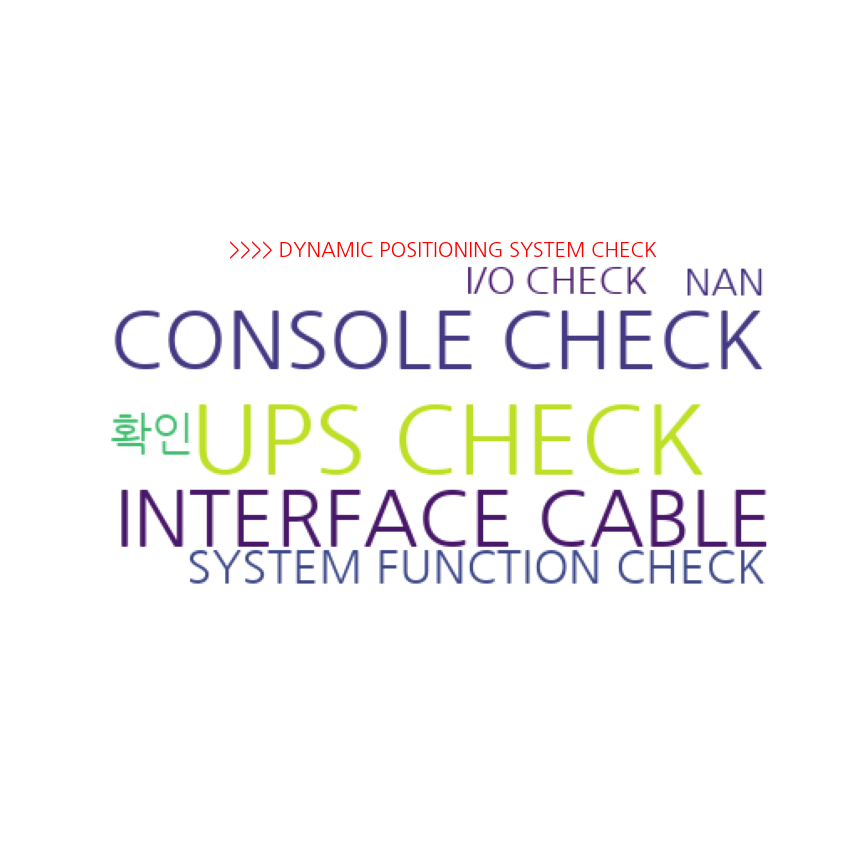 >>>> DYNAMIC POSITIONING SYSTEM CHECK
I/O CHECK NAN
CONSOLE CHECK
확인 UPS CHECK
INTERFACE CABLE
SYSTEM FUNCTION CHECK